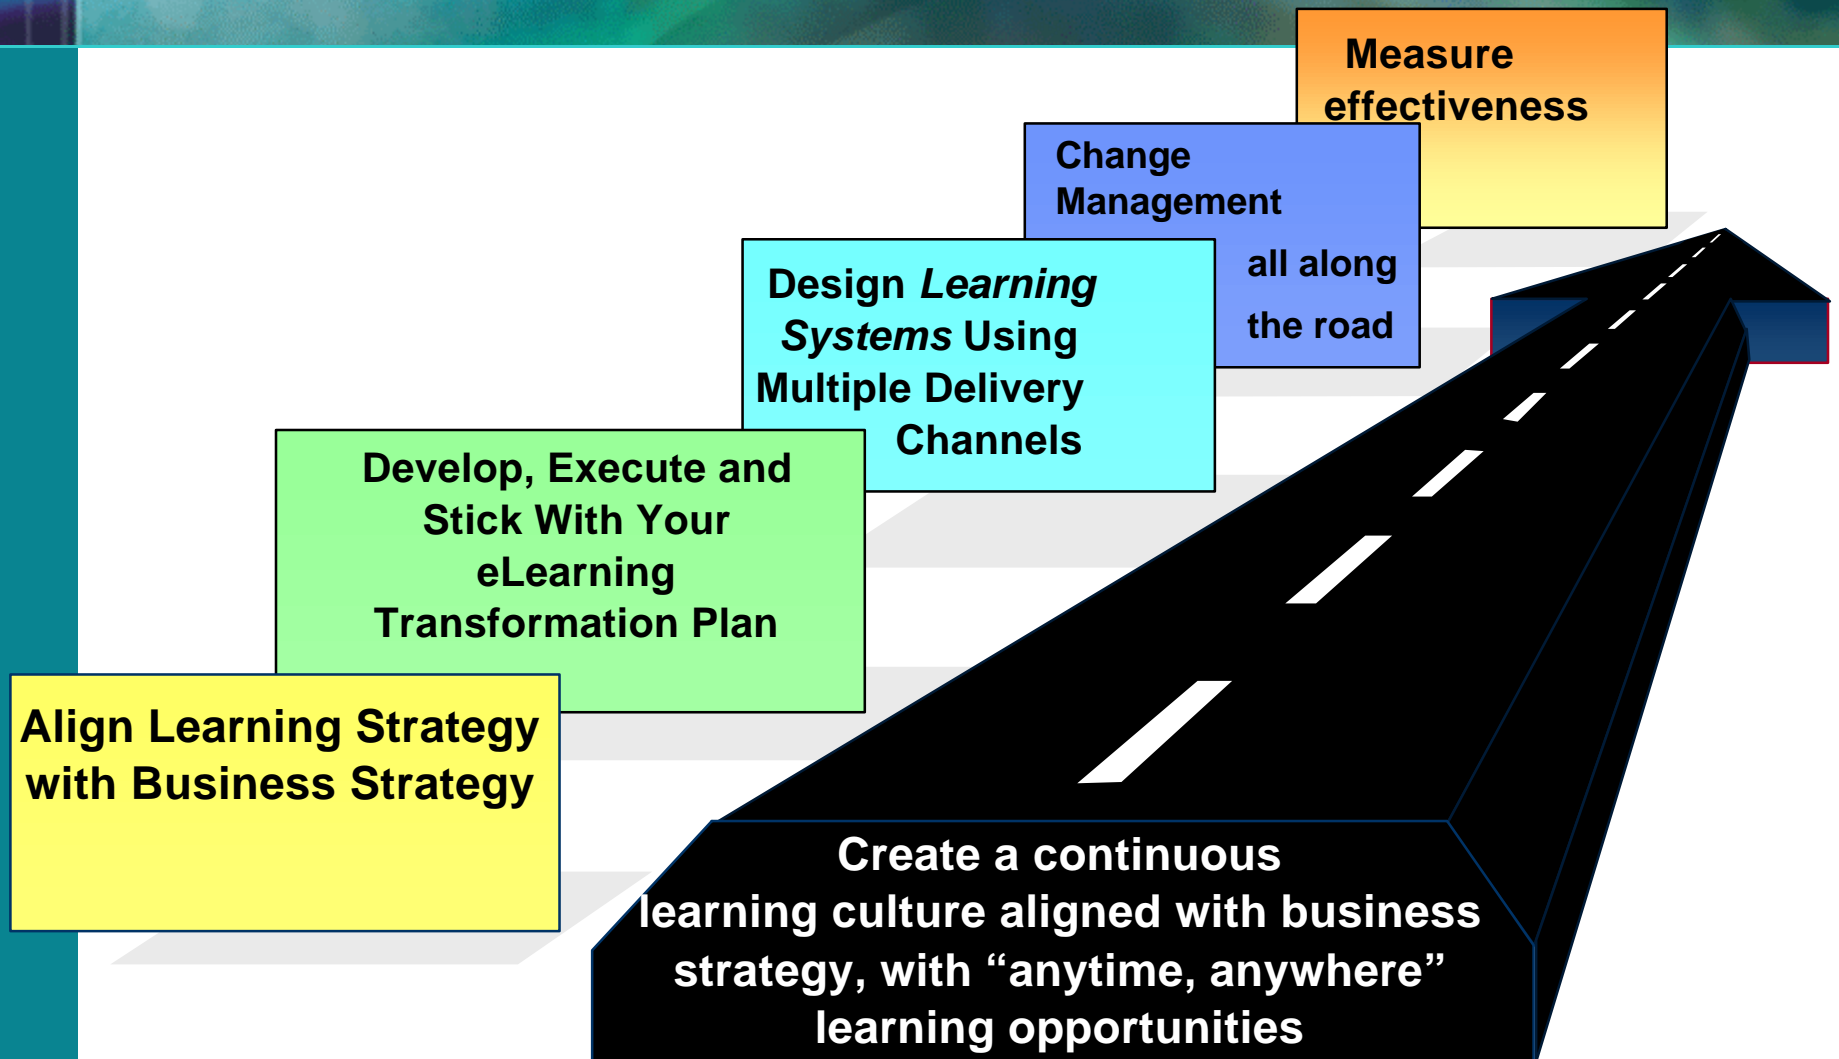 Measure
effectiveness
Change
Management
all along
the road
Design Learning
Systems Using
Multiple Delivery
Channels
Develop, Execute and
Stick With Your
eLearning
Transformation Plan
Align Learning Strategy
with Business Strategy
Create a continuous
learning culture aligned with business
strategy, with “anytime, anywhere”
learning opportunities